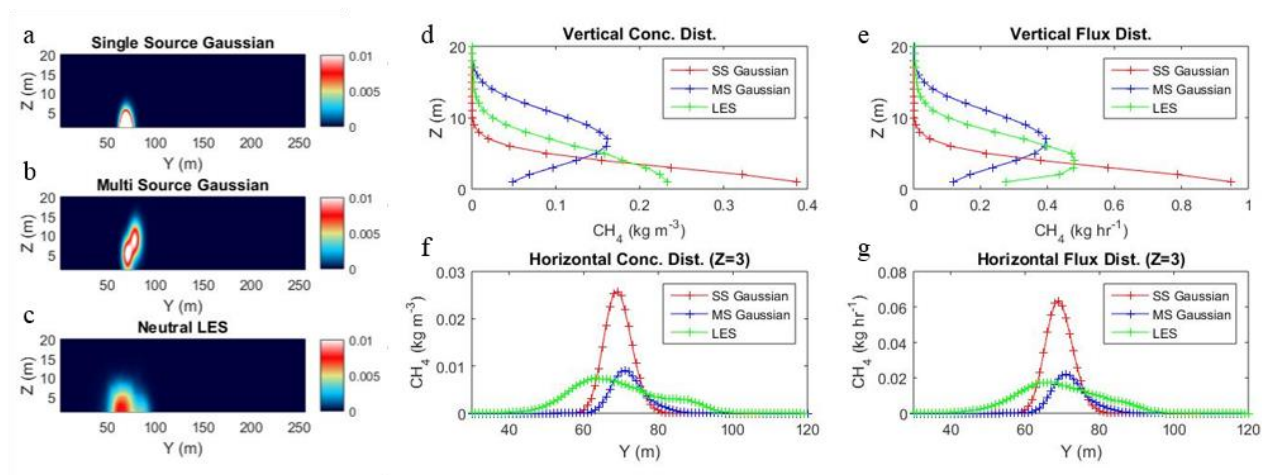 a
Single Source Gaussian
20
15
10
5
Z (m)
50 100 150 200 250
Y (m)
0.01
0.005
0
b
Multi Source Gaussian
20
15
10
5
Z (m)
50 100 150 200 250
Y (m)
0.01
0.005
0
c
Neutral LES
20
15
10
5
Z (m)
50 100 150 200 250
Y (m)
0.01
0.005
0
d
Vertical Conc. Dist.
20
10
0
Z (m)
SS Gaussian
MS Gaussian
LES
0 0.1 0.2 0.3 0.4
CH₄ (kg m⁻³)
e
Vertical Flux Dist.
20
10
0
Z (m)
SS Gaussian
MS Gaussian
LES
0 0.2 0.4 0.6 0.8 1
CH₄ (kg hr⁻¹)
f
Horizontal Conc. Dist. (Z=3)
0.03
0.02
0.01
0
CH₄ (kg m⁻³)
SS Gaussian
MS Gaussian
LES
40 60 80 100 120
Y (m)
g
Horizontal Flux Dist. (Z=3)
0.08
0.06
0.04
0.02
0
CH₄ (kg hr⁻¹)
SS Gaussian
MS Gaussian
LES
40 60 80 100 120
Y (m)